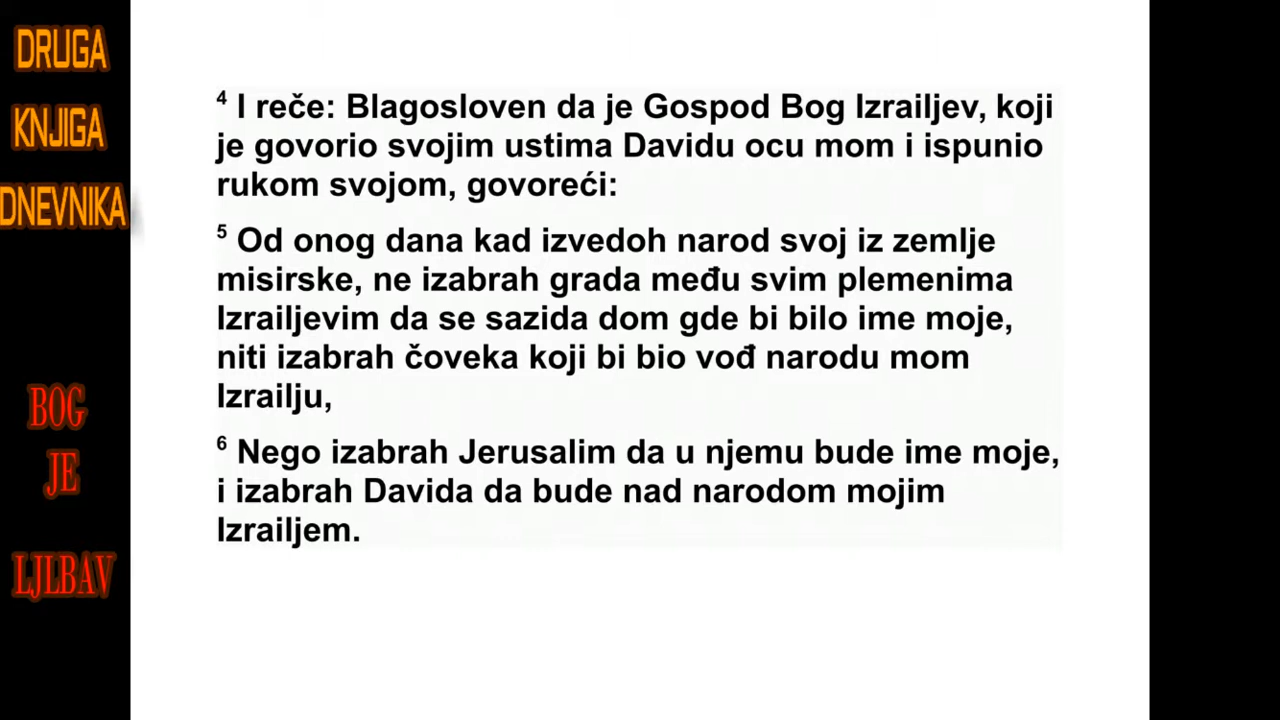 DRUGA
KNJIGA
DNEVNIKA
BOG
JE
LJLBAV
4 I reče: Blagosloven da je Gospod Bog Izrailjev, koji
je govorio svojim ustima Davidu ocu mom i ispunio
rukom svojom, govoreći:
5 Od onog dana kad izvedoh narod svoj iz zemlje
misirske, ne izabrah grada među svim plemenima
Izrailjevim da se sazida dom gde bi bilo ime moje,
niti izabrah čoveka koji bi bio vođ narodu mom
Izrailju,
6 Nego izabrah Jerusalim da u njemu bude ime moje,
i izabrah Davida da bude nad narodom mojim
Izrailjem.